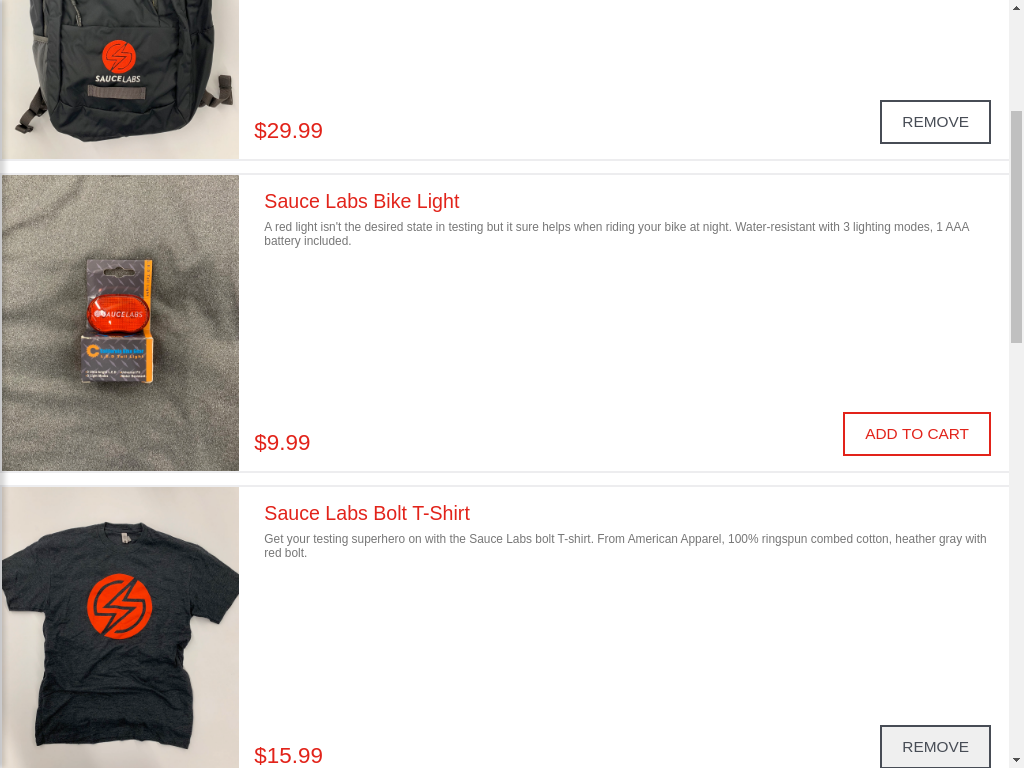 SAUCELABS
$29.99
REMOVE
Sauce Labs Bike Light
A red light isn't the desired state in testing but it sure helps when riding your bike at night. Water-resistant with 3 lighting modes, 1 AAA
battery included.
SAUCELABS
$9.99
ADD TO CART
Sauce Labs Bolt T-Shirt
Get your testing superhero on with the Sauce Labs bolt T-shirt. From American Apparel, 100% ringspun combed cotton, heather gray with
red bolt.
$15.99
REMOVE